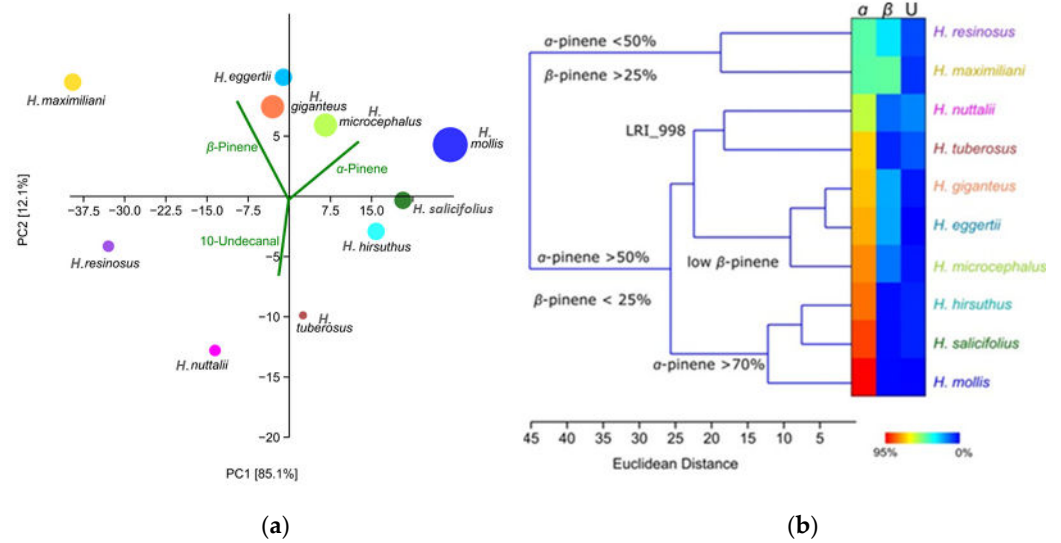 H. eggertii
H. maximiliani
H.
giganteus
H.
microcephalus
H.
mollis
β-Pinene
α-Pinene
5
−37.5 −30.0 −22.5 −15.0 7.5 15.0
H. salicifolius
H. hirsuthus
10-Undecanal
H.resinosus
−5
−10
H.
tuberosus
H.nuttalii
−15
−20
PC2 [12.1%]
PC1 [85.1%]
(a)
α β U
α-pinene <50%
β-pinene >25%
LRI_998
low β-pinene
α-pinene >50%
β-pinene < 25%
α-pinene >70%
H. resinosus
H. maximiliani
H. nuttalii
H. tuberosus
H. giganteus
H. eggertii
H. microcephalus
H. hirsuthus
H. salicifolius
H. mollis
45 40 35 30 25 20 15 10 5
Euclidean Distance
95% 0%
(b)